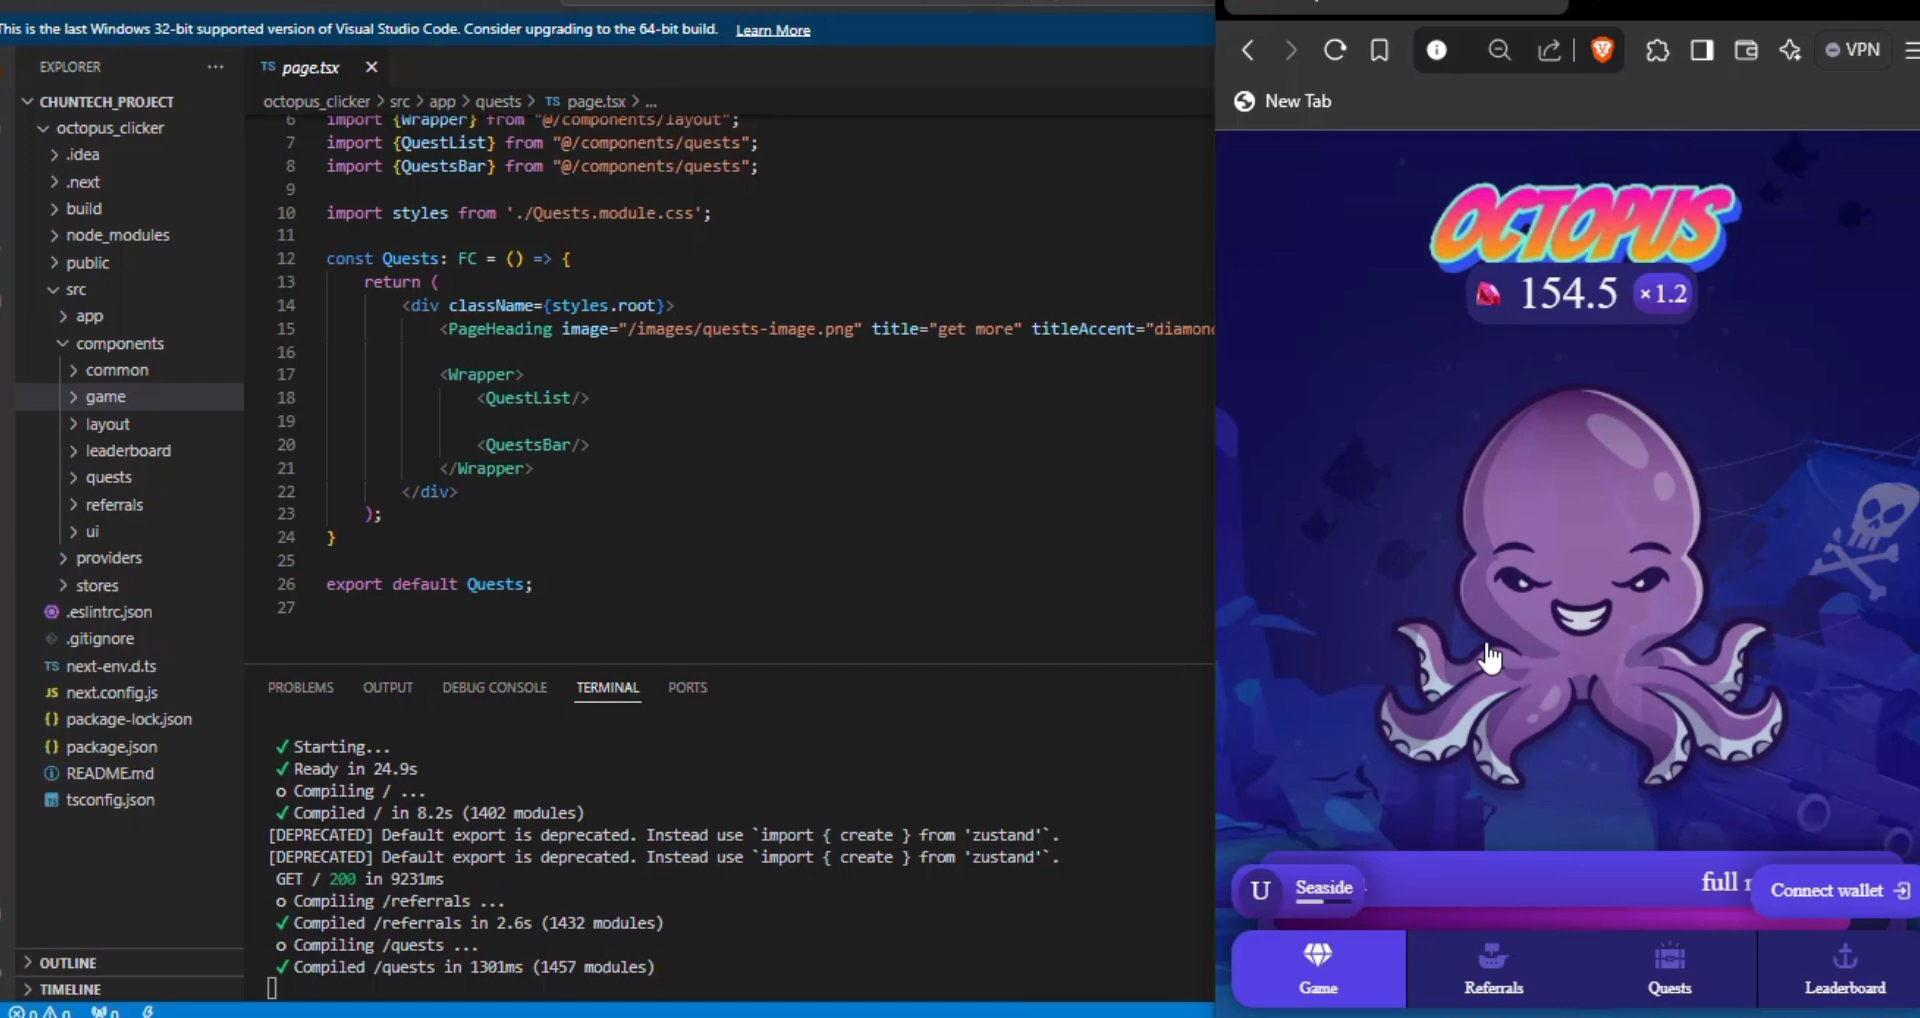 This is the last Windows 32-bit supported version of Visual Studio Code. Consider upgrading to the 64-bit build. Learn More
EXPLORER
CHUNTECH_PROJECT
octopus_clicker
.idea
.next
build
node_modules
public
src
app
components
common
game
layout
leaderboard
quests
referrals
ui
providers
stores
.eslintrc.json
.gitignore
TS next-env.d.ts
JS next.config.js
{} package-lock.json
{} package.json
README.md
tsconfig.json
OUTLINE
TIMELINE
TS page.tsx
octopus_clicker > src > app > quests > TS page.tsx > ...
6 import {Wrapper} from "@/components/layout";
7 import {QuestList} from "@/components/quests";
8 import {QuestsBar} from "@/components/quests";
9
10 import styles from './Quests.module.css';
11
12 const Quests: FC = () => {
13 return (
14 <div className={styles.root}>
15 <PageHeading image="/images/quests-image.png" title="get more" titleAccent="diamon
16
17 <Wrapper>
18 <QuestList/>
19
20 <QuestsBar/>
21 </Wrapper>
22 </div>
23 );
24 }
25
26 export default Quests;
27
PROBLEMS OUTPUT DEBUG CONSOLE TERMINAL PORTS
✓ Starting...
✓ Ready in 24.9s
○ Compiling / ...
✓ Compiled / in 8.2s (1402 modules)
[DEPRECATED] Default export is deprecated. Instead use `import { create } from 'zustand'`.
[DEPRECATED] Default export is deprecated. Instead use `import { create } from 'zustand'`.
GET / 200 in 9231ms
○ Compiling /referrals ...
✓ Compiled /referrals in 2.6s (1432 modules)
○ Compiling /quests ...
✓ Compiled /quests in 1301ms (1457 modules)
0 0 0
VPN
New Tab
OCTOPUS
154.5 ×1.2
U Seaside
full
Connect wallet
Game Referrals Quests Leaderboard